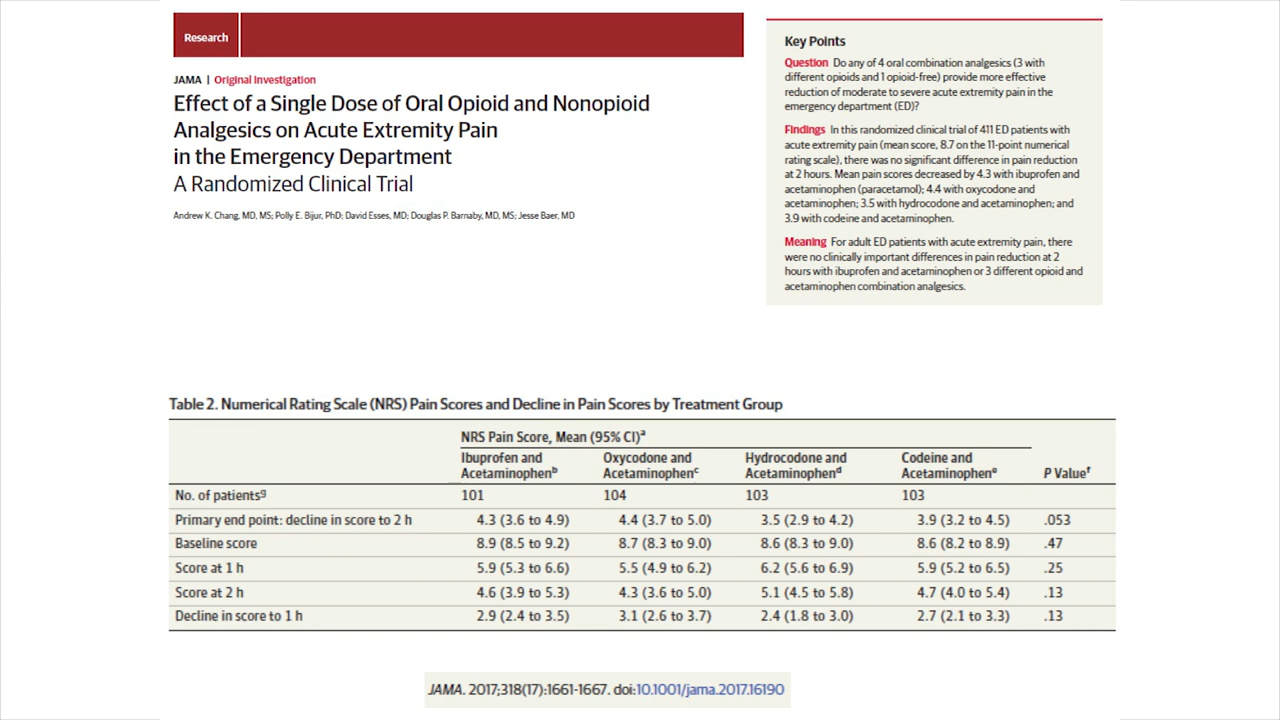 Research
JAMA | Original Investigation
Effect of a Single Dose of Oral Opioid and Nonopioid
Analgesics on Acute Extremity Pain
in the Emergency Department
A Randomized Clinical Trial
Andrew K. Chang, MD, MS; Polly E. Bijur, PhD; David Esses, MD; Douglas P. Barnaby, MD, MS; Jesse Baer, MD
Key Points
Question Do any of 4 oral combination analgesics (3 with
different opioids and 1 opioid-free) provide more effective
reduction of moderate to severe acute extremity pain in the
emergency department (ED)?
Findings In this randomized clinical trial of 411 ED patients with
acute extremity pain (mean score, 8.7 on the 11-point numerical
rating scale), there was no significant difference in pain reduction
at 2 hours. Mean pain scores decreased by 4.3 with ibuprofen and
acetaminophen (paracetamol); 4.4 with oxycodone and
acetaminophen; 3.5 with hydrocodone and acetaminophen; and
3.9 with codeine and acetaminophen.
Meaning For adult ED patients with acute extremity pain, there
were no clinically important differences in pain reduction at 2
hours with ibuprofen and acetaminophen or 3 different opioid and
acetaminophen combination analgesics.
Table 2. Numerical Rating Scale (NRS) Pain Scores and Decline in Pain Scores by Treatment Group
NRS Pain Score, Mean (95% CI)ᵃ
Ibuprofen and Oxycodone and Hydrocodone and Codeine and
Acetaminophenᵇ Acetaminophenᶜ Acetaminophenᵈ Acetaminophenᵉ P Valueᶠ
No. of patientsᵍ 101 104 103 103
Primary end point: decline in score to 2 h 4.3 (3.6 to 4.9) 4.4 (3.7 to 5.0) 3.5 (2.9 to 4.2) 3.9 (3.2 to 4.5) .053
Baseline score 8.9 (8.5 to 9.2) 8.7 (8.3 to 9.0) 8.6 (8.3 to 9.0) 8.6 (8.2 to 8.9) .47
Score at 1 h 5.9 (5.3 to 6.6) 5.5 (4.9 to 6.2) 6.2 (5.6 to 6.9) 5.9 (5.2 to 6.5) .25
Score at 2 h 4.6 (3.9 to 5.3) 4.3 (3.6 to 5.0) 5.1 (4.5 to 5.8) 4.7 (4.0 to 5.4) .13
Decline in score to 1 h 2.9 (2.4 to 3.5) 3.1 (2.6 to 3.7) 2.4 (1.8 to 3.0) 2.7 (2.1 to 3.3) .13
JAMA. 2017;318(17):1661-1667. doi:10.1001/jama.2017.16190